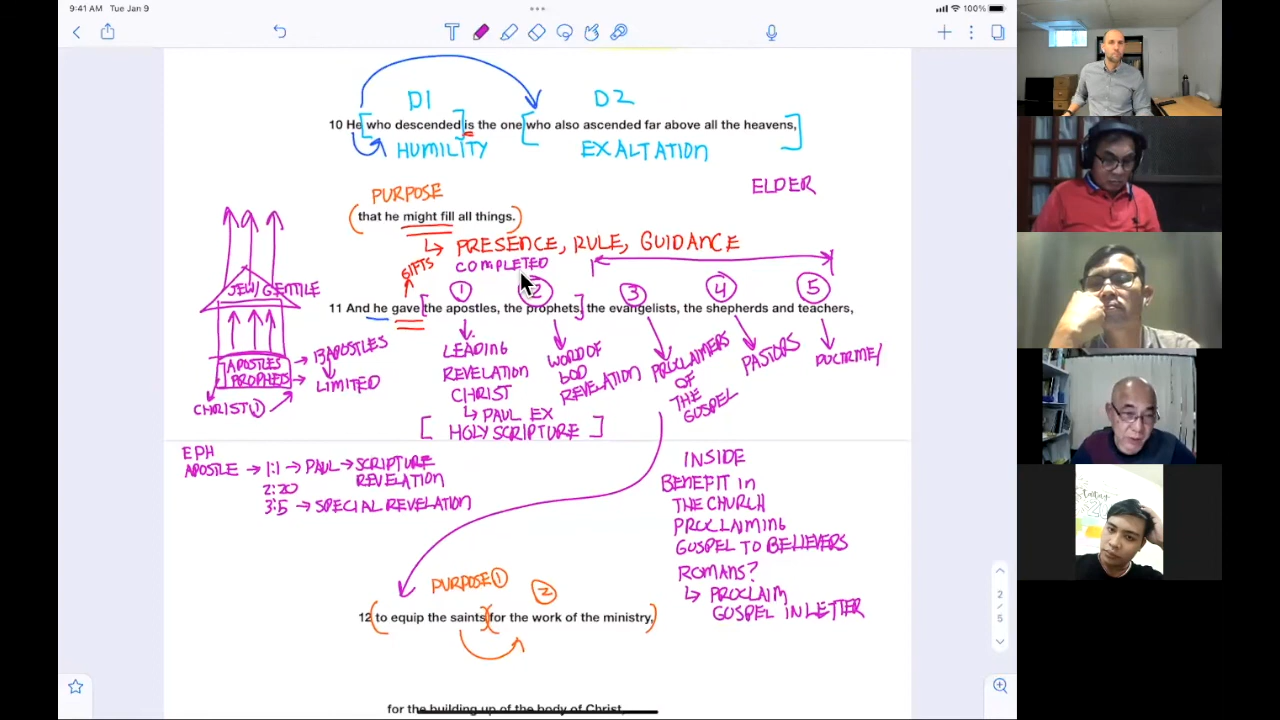 9:41 AM Tue Jan 9
100%
D1
D2
10 He who descended is the one who also ascended far above all the heavens,
HUMILITY
EXALTATION
ELDER
PURPOSE
that he might fill all things.
PRESENCE, RULE, GUIDANCE
GIFTS
COMPLETED
JEW/GENTILE
1
2
3
4
5
11 And he gave the apostles, the prophets, the evangelists, the shepherds and teachers,
APOSTLES
PROPHETS
13 APOSTLES
LIMITED
CHRIST 1
LEADING
REVELATION
CHRIST
PAUL EX
HOLY SCRIPTURE
WORD OF
GOD
REVELATION
PROCLAIMERS
OF
THE
GOSPEL
PASTORS
DOCTRINE/
EPH
APOSTLE → 1:1 → PAUL → SCRIPTURE
REVELATION
2:20
3:5 → SPECIAL REVELATION
INSIDE
BENEFIT in
THE CHURCH
PROCLAIMING
GOSPEL TO BELIEVERS
ROMANS?
PROCLAIM
GOSPEL IN LETTER
PURPOSE 1
2
12 to equip the saints for the work of the ministry,
for the building up of the body of Christ,
2
/
5